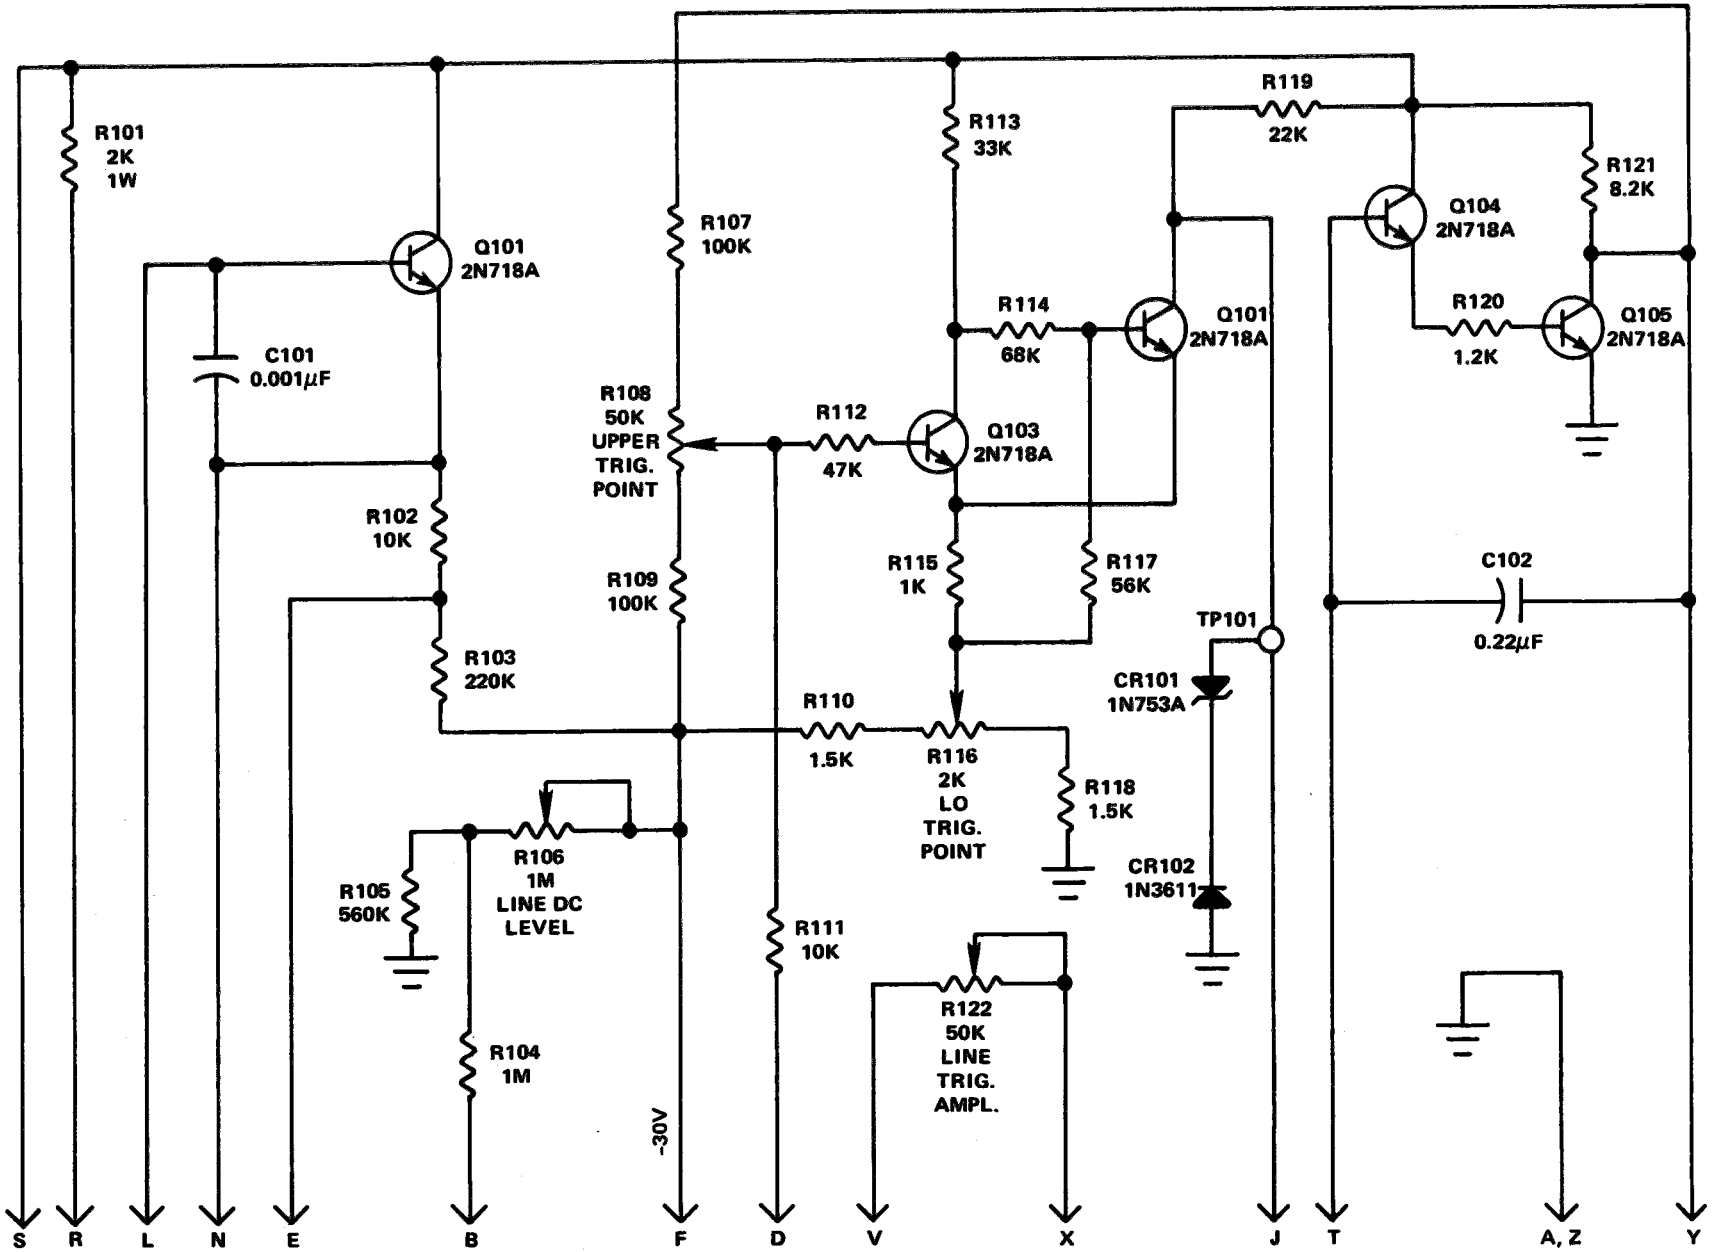 R101
2K
1W
Q101
2N718A
C101
0.001µF
R102
10K
R103
220K
R105
560K
R106
1M
LINE DC
LEVEL
R104
1M
R107
100K
R108
50K
UPPER
TRIG.
POINT
R109
100K
-30V
R112
47K
R111
10K
R110
1.5K
R113
33K
R114
68K
Q103
2N718A
R115
1K
R117
56K
R116
2K
LO
TRIG.
POINT
R118
1.5K
R122
50K
LINE
TRIG.
AMPL.
R119
22K
Q101
2N718A
TP101
CR101
1N753A
CR102
1N3611
Q104
2N718A
R121
8.2K
R120
1.2K
Q105
2N718A
C102
0.22µF
S R L N E B F D V X J T A, Z Y